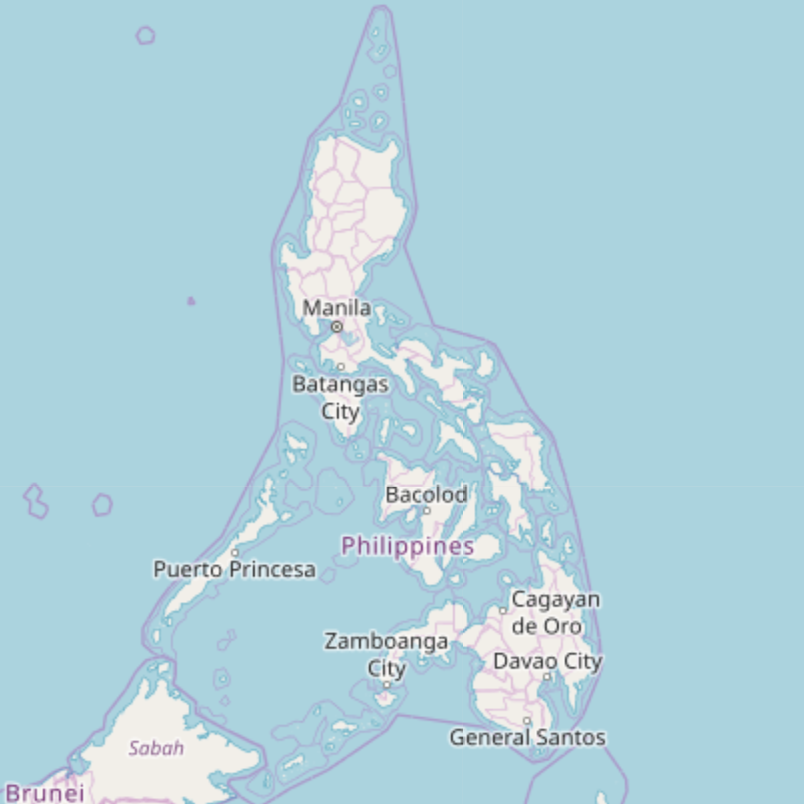 Manila
Batangas
City
Bacolod
Philippines
Puerto Princesa
Cagayan
de Oro
Zamboanga
City
Davao City
General Santos
Sabah
Brunei